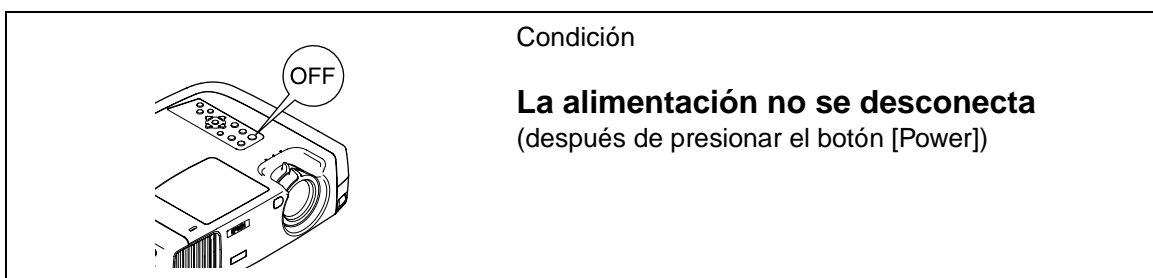 OFF
Condición
La alimentación no se desconecta
(después de presionar el botón [Power])